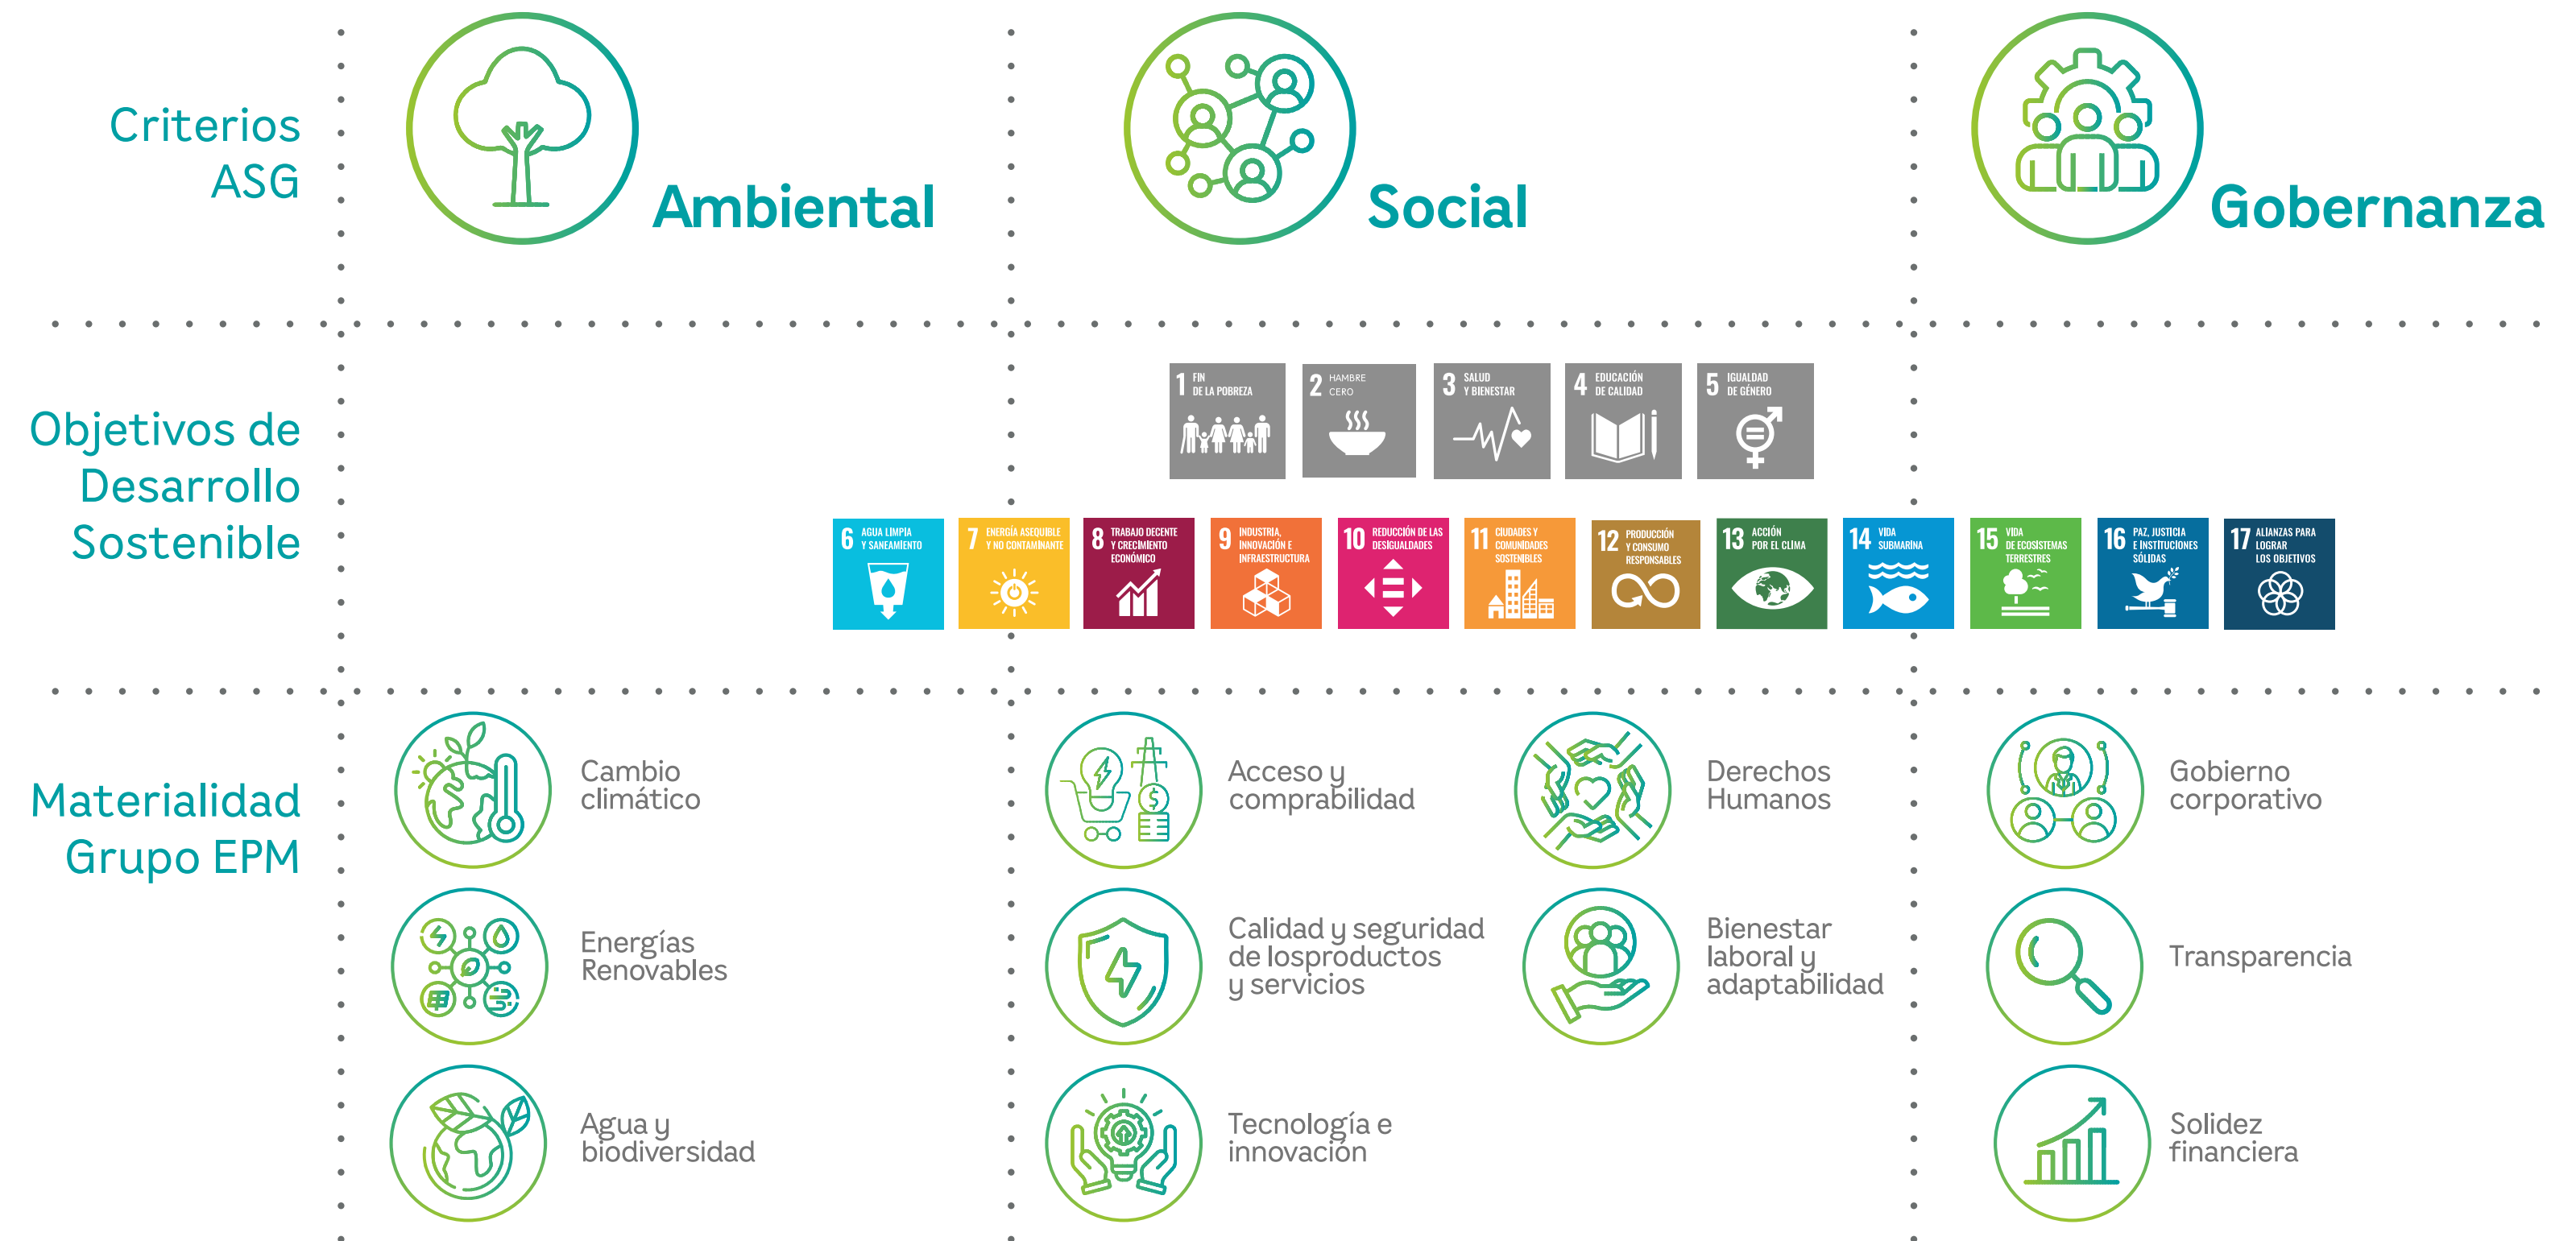 Criterios
ASG
Ambiental
Social
Gobernanza
Objetivos de
Desarrollo
Sostenible
1 FIN
DE LA POBREZA
2 HAMBRE
CERO
3 SALUD
Y BIENESTAR
4 EDUCACIÓN
DE CALIDAD
5 IGUALDAD
DE GÉNERO
6 AGUA LIMPIA
Y SANEAMIENTO
7 ENERGÍA ASEQUIBLE
Y NO CONTAMINANTE
8 TRABAJO DECENTE
Y CRECIMIENTO
ECONÓMICO
9 INDUSTRIA,
INNOVACIÓN E
INFRAESTRUCTURA
10 REDUCCIÓN DE LAS
DESIGUALDADES
11 CIUDADES Y
COMUNIDADES
SOSTENIBLES
12 PRODUCCIÓN
Y CONSUMO
RESPONSABLES
13 ACCIÓN
POR EL CLIMA
14 VIDA
SUBMARINA
15 VIDA
DE ECOSISTEMAS
TERRESTRES
16 PAZ, JUSTICIA
E INSTITUCIONES
SÓLIDAS
17 ALIANZAS PARA
LOGRAR
LOS OBJETIVOS
Materialidad
Grupo EPM
Cambio
climático
Energías
Renovables
Agua y
biodiversidad
Acceso y
comprabilidad
Calidad y seguridad
de losproductos
y servicios
Tecnología e
innovación
Derechos
Humanos
Bienestar
laboral y
adaptabilidad
Gobierno
corporativo
Transparencia
Solidez
financiera